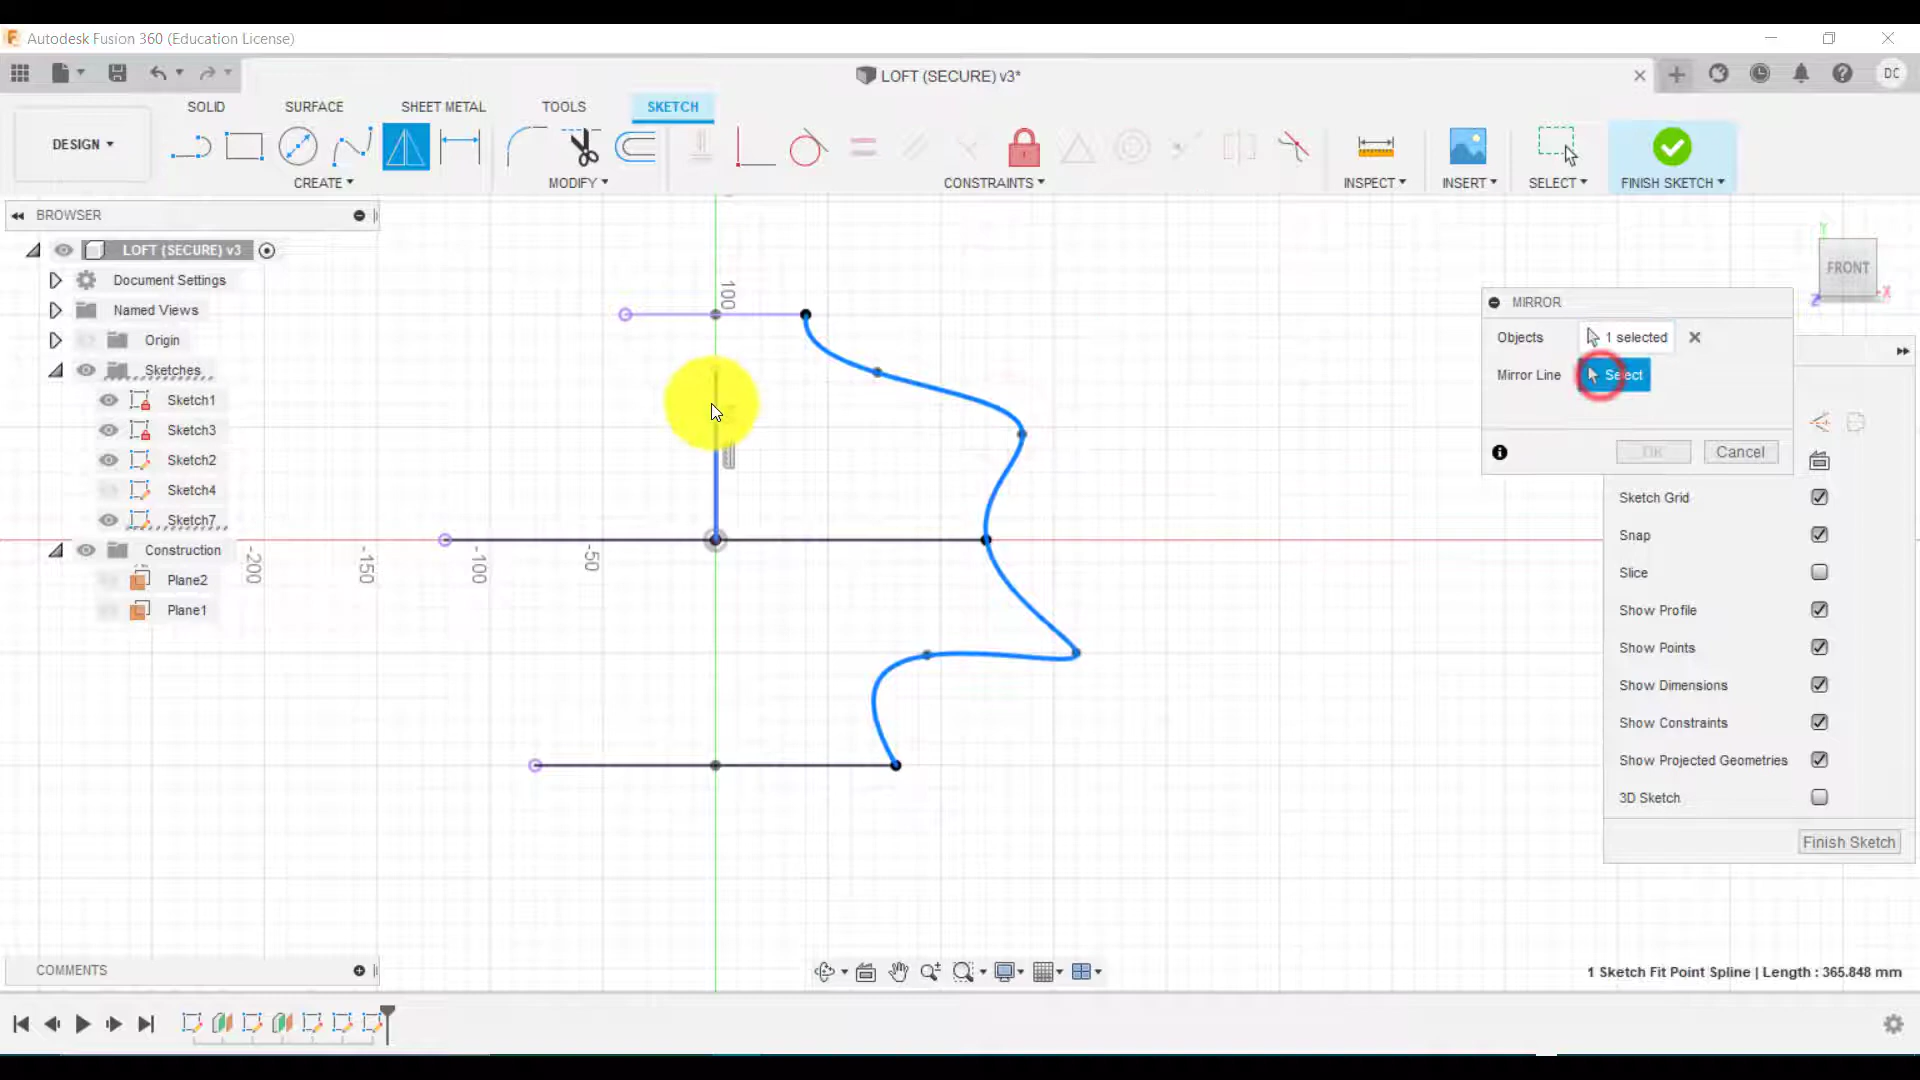 Autodesk Fusion 360 (Education License)
LOFT (SECURE) v3*
DC
SOLID
SURFACE
SHEET METAL
TOOLS
SKETCH
DESIGN
CREATE
MODIFY
CONSTRAINTS
INSPECT
INSERT
SELECT
FINISH SKETCH
BROWSER
LOFT (SECURE) v3
Document Settings
Named Views
Origin
Sketches
Sketch1
Sketch3
Sketch2
Sketch4
Sketch7
Construction
Plane2
Plane1
100
-200
-150
-100
-50
Y
FRONT
X
Z
MIRROR
Objects
1 selected
Mirror Line
Select
OK
Cancel
Sketch Grid
Snap
Slice
Show Profile
Show Points
Show Dimensions
Show Constraints
Show Projected Geometries
3D Sketch
Finish Sketch
COMMENTS
1 Sketch Fit Point Spline | Length : 365.848 mm